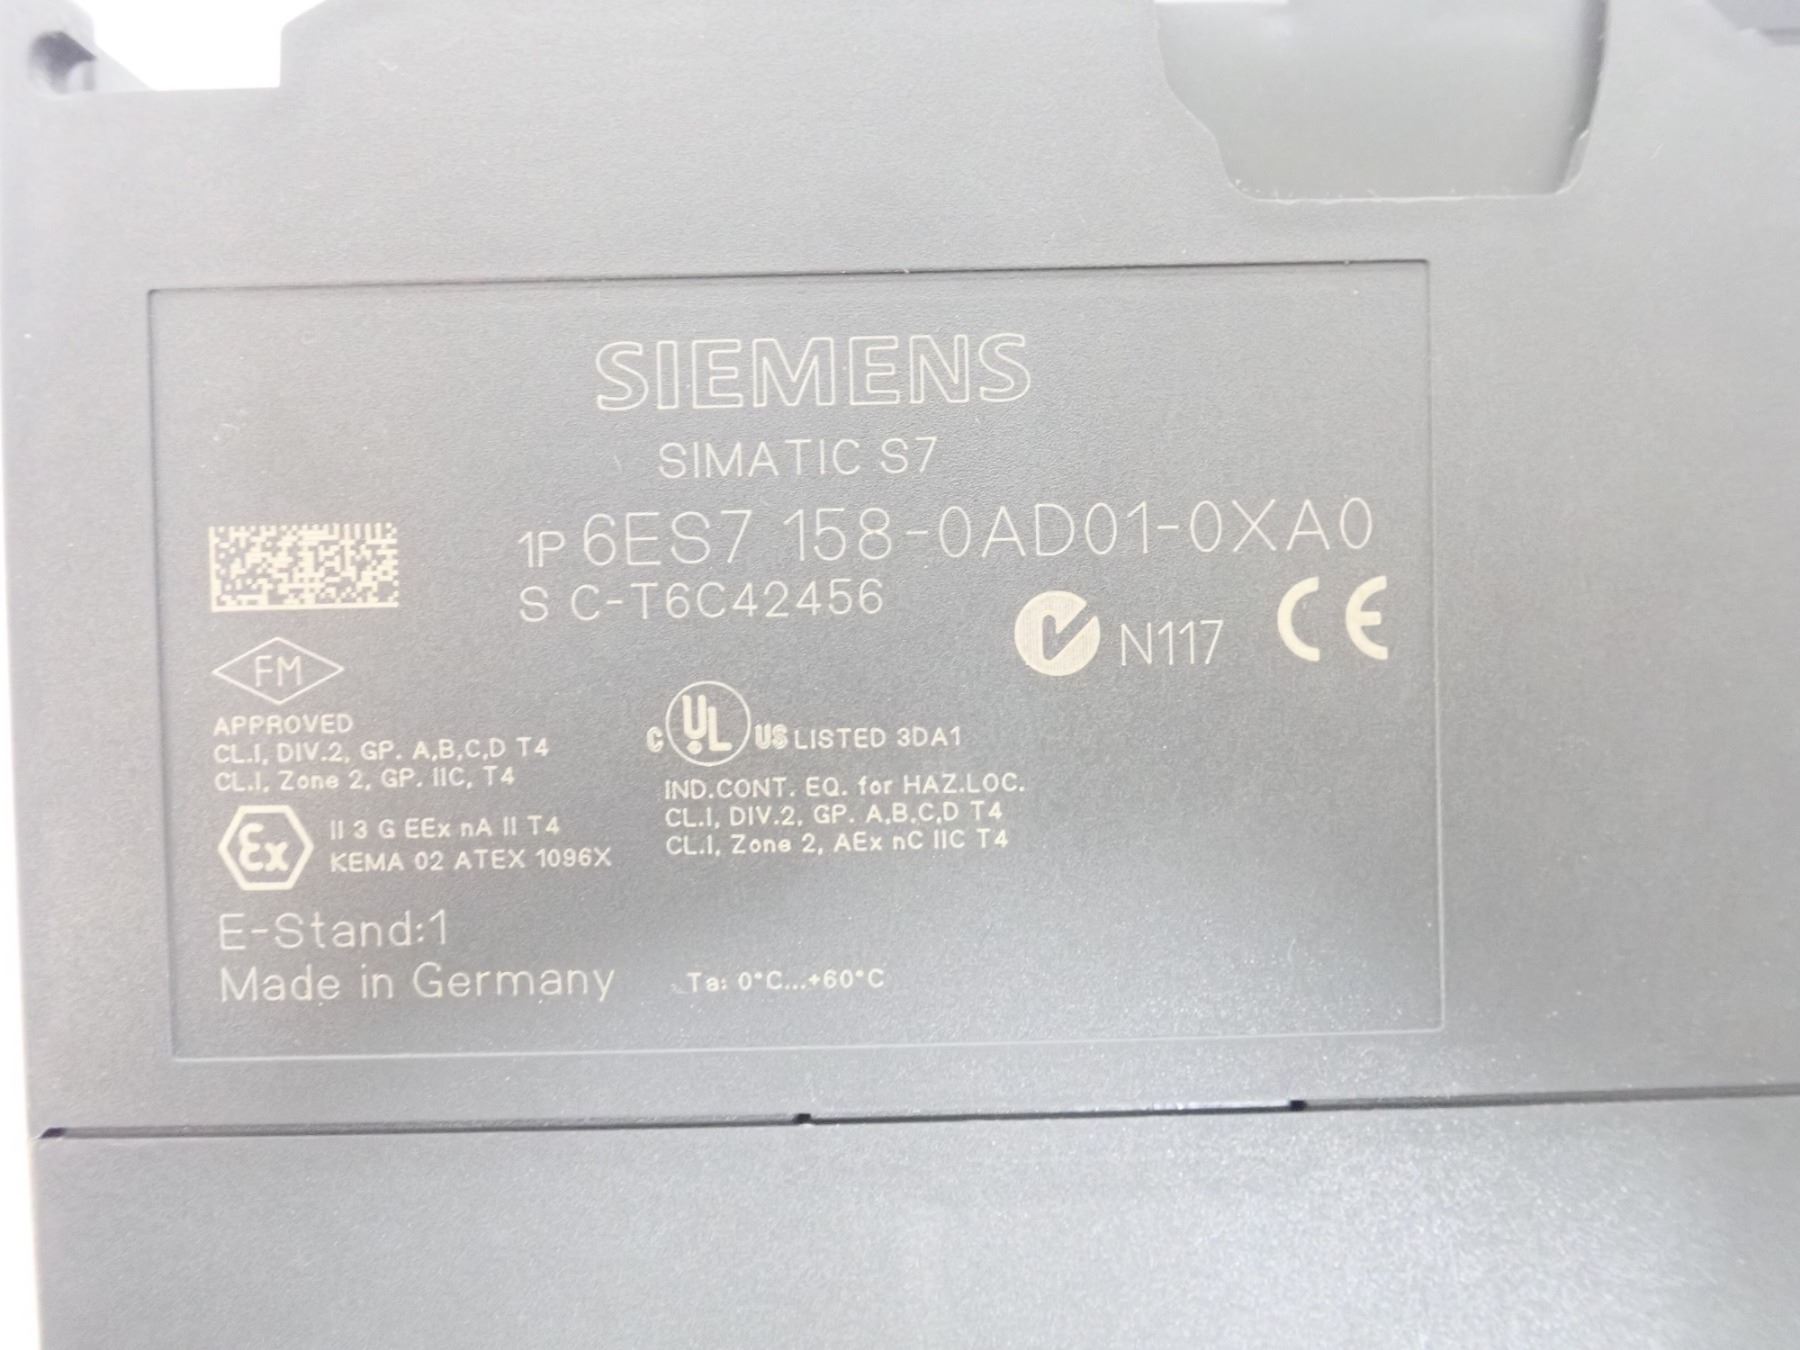 SIEMENS
SIMATIC S7
1P 6ES7 158-0AD01-0XA0
S C-T6C42456
N117 CE
FM
APPROVED
CL.I, DIV.2, GP. A,B,C,D T4
CL.I, Zone 2, GP. IIC, T4
C UL US LISTED 3DA1
IND.CONT. EQ. for HAZ.LOC.
CL.I, DIV.2, GP. A,B,C,D T4
CL.I, Zone 2, AEx nC IIC T4
Ex II 3 G EEx nA II T4
KEMA 02 ATEX 1096X
E-Stand:1
Made in Germany
Ta: 0°C...+60°C